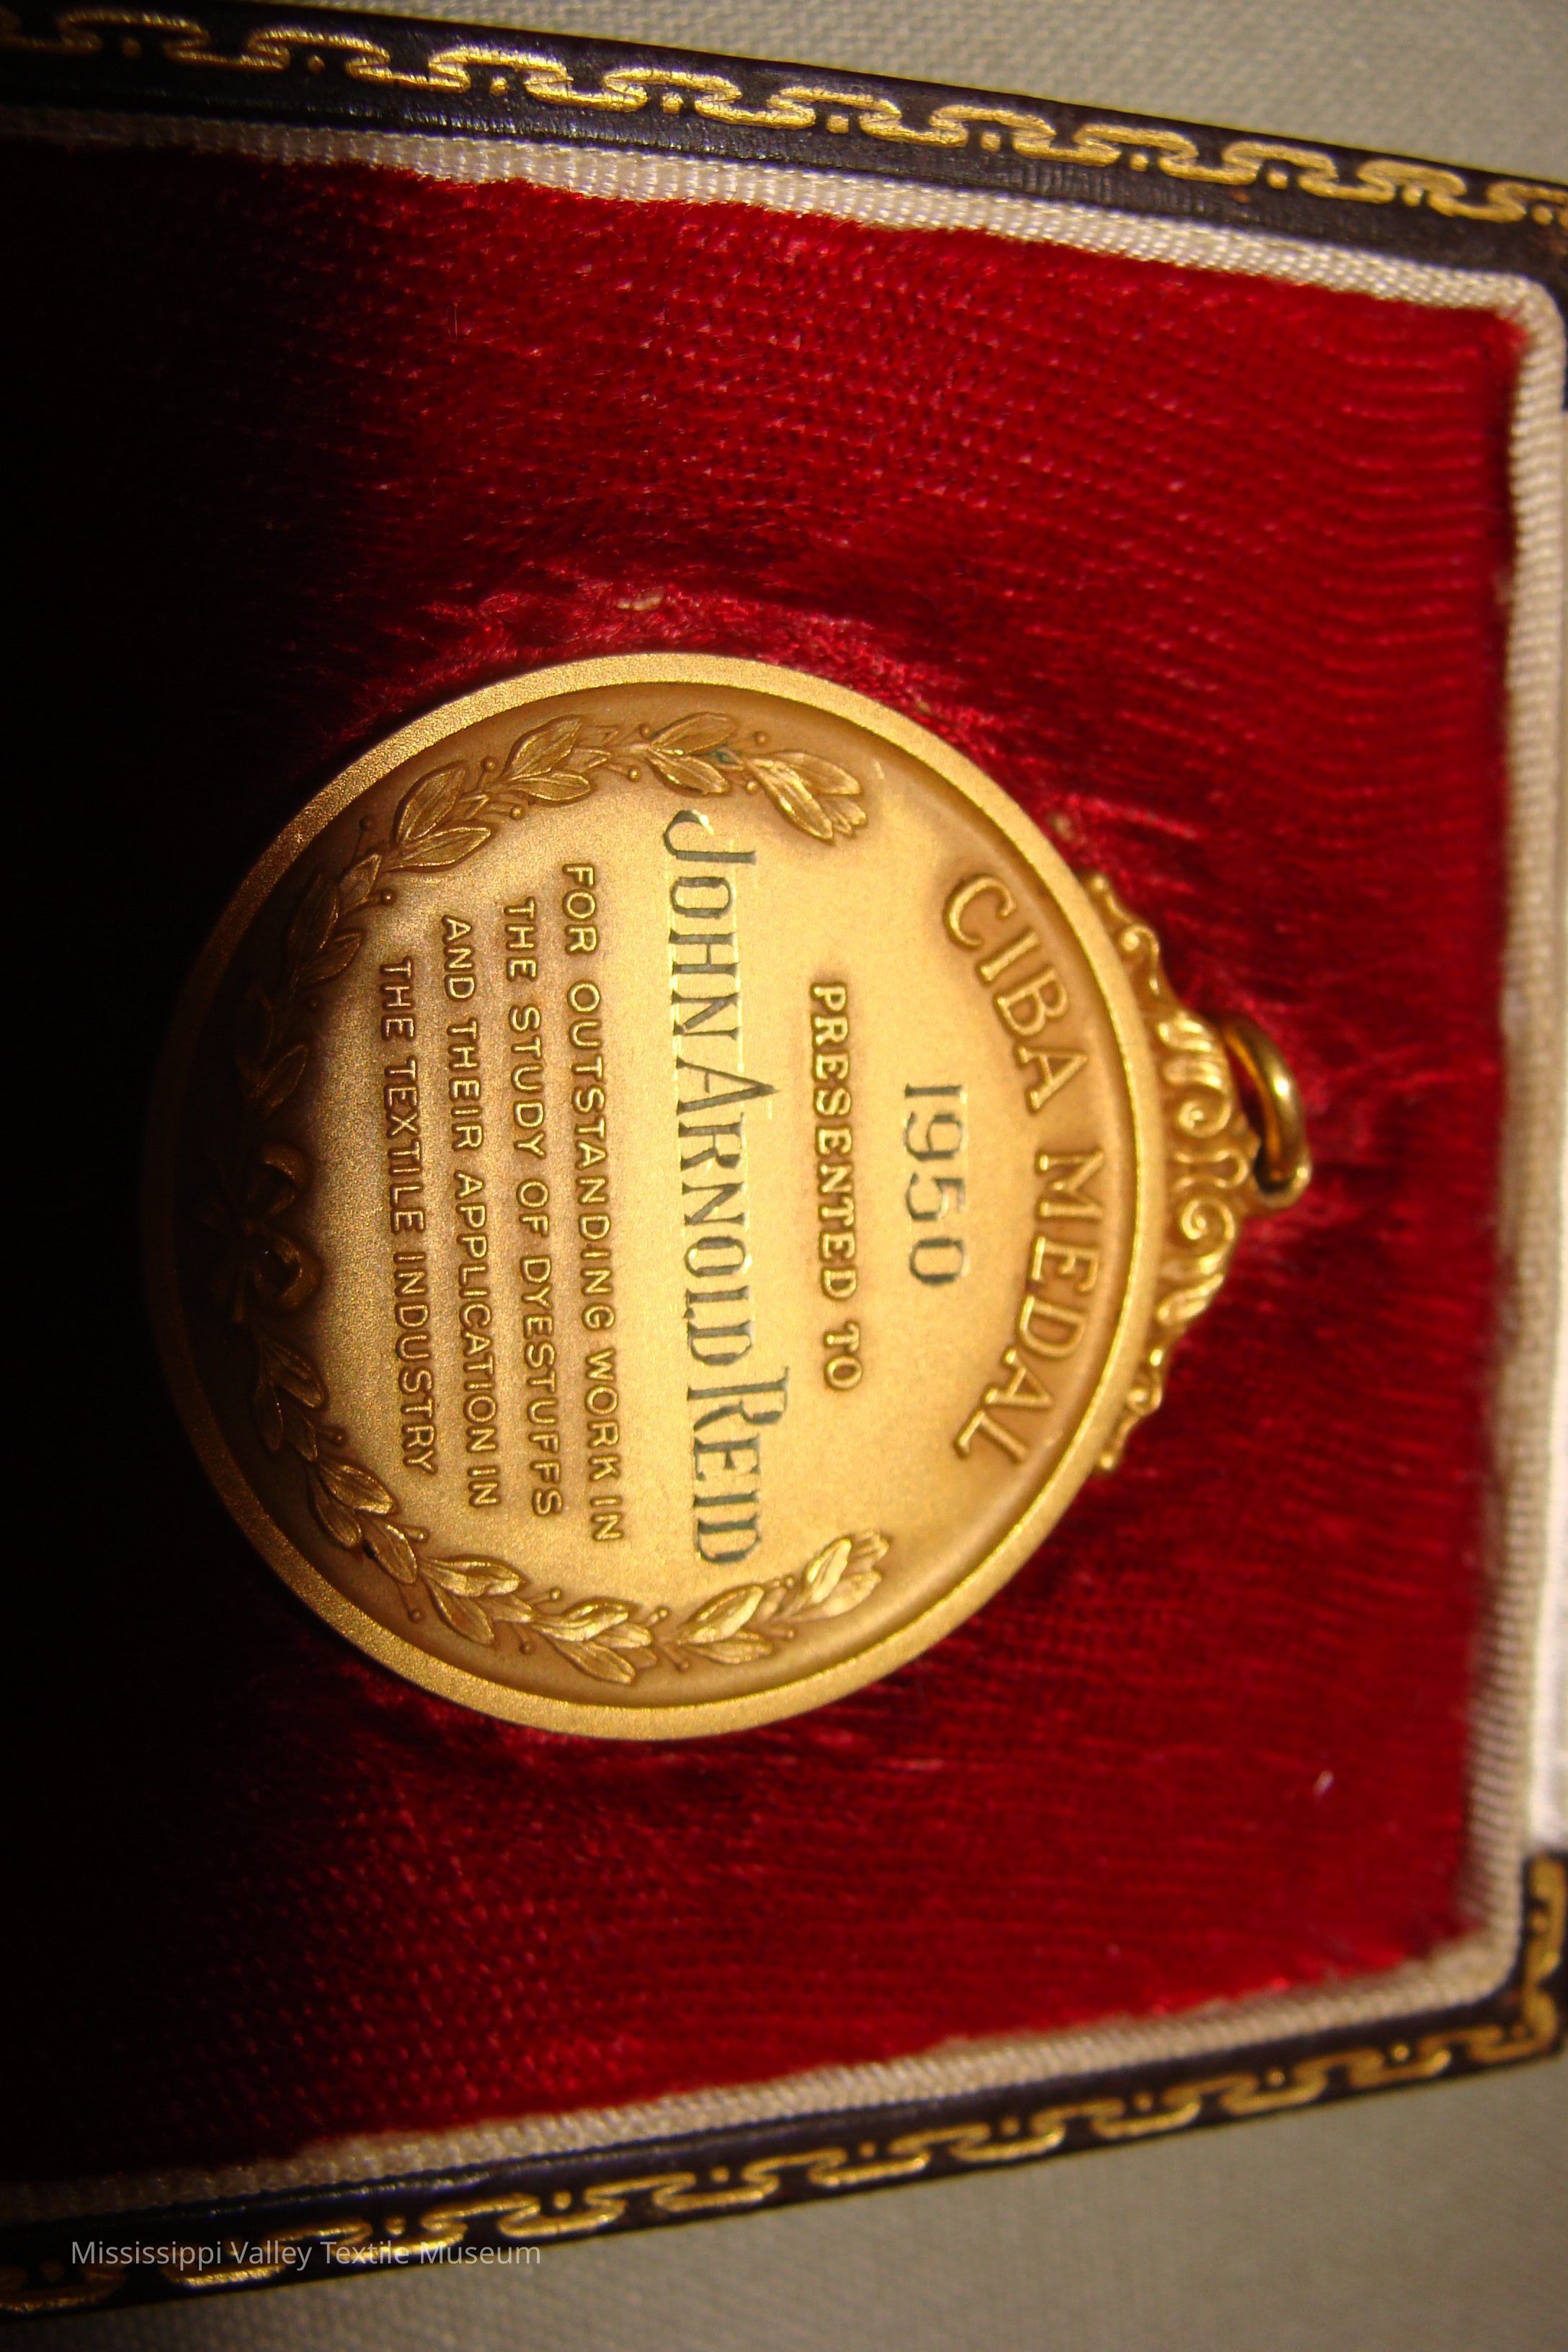 CIBA MEDAL
1950
PRESENTED TO
JOHN ARNOLD REID
FOR OUTSTANDING WORK IN
THE STUDY OF DYESTUFFS
AND THEIR APPLICATION IN
THE TEXTILE INDUSTRY
Mississippi Valley Textile Museum